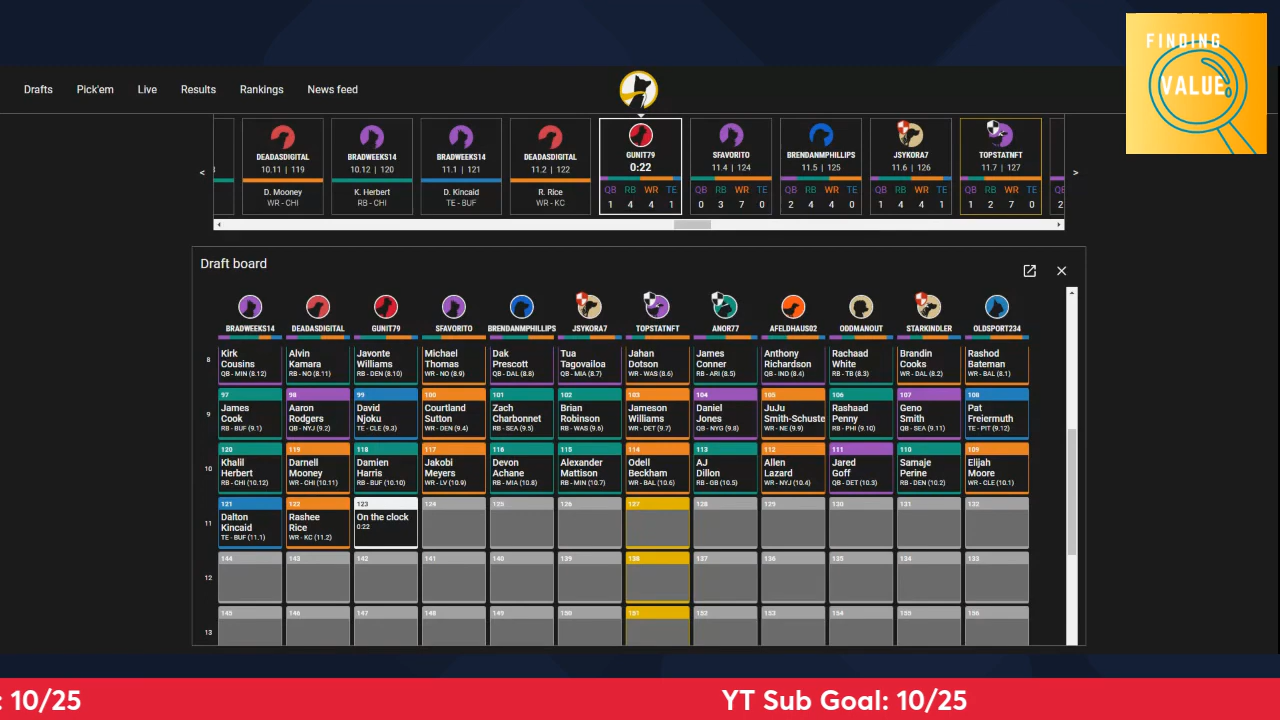 FINDING
VALUE
Drafts Pick'em Live Results Rankings News feed
DEADASDIGITAL BRADWEEKS14 BRADWEEKS14 DEADASDIGITAL GUNIT79 SFAVORITO BRENDANMPHILLIPS JSYKORA7 TOPSTATNFT
10.11 | 119 10.12 | 120 11.1 | 121 11.2 | 122 0:22 11.4 | 124 11.5 | 125 11.6 | 126 11.7 | 127
D. Mooney K. Herbert D. Kincaid R. Rice QB RB WR TE QB RB WR TE QB RB WR TE QB RB WR TE QB RB WR TE QB
WR - CHI RB - CHI TE - BUF WR - KC 1 4 4 1 0 3 7 0 2 4 4 0 1 4 4 1 1 2 7 0 2
Draft board
BRADWEEKS14 DEADASDIGITAL GUNIT79 SFAVORITO BRENDANMPHILLIPS JSYKORA7 TOPSTATNFT ANOR77 AFELDHAUS02 ODDMANOUT STARKINDLER OLDSPORT234
8 Kirk Alvin Javonte Michael Dak Tua Jahan James Anthony Rachaad Brandin Rashod
Cousins Kamara Williams Thomas Prescott Tagovailoa Dotson Conner Richardson White Cooks Bateman
QB - MIN (8.12) RB - NO (8.11) RB - DEN (8.10) WR - NO (8.9) QB - DAL (8.8) QB - MIA (8.7) WR - WAS (8.6) RB - ARI (8.5) QB - IND (8.4) RB - TB (8.3) WR - DAL (8.2) WR - BAL (8.1)
97 98 99 100 101 102 103 104 105 106 107 108
9 James Aaron David Courtland Zach Brian Jameson Daniel JuJu Rashaad Geno Pat
Cook Rodgers Njoku Sutton Charbonnet Robinson Williams Jones Smith-Schuste Penny Smith Freiermuth
RB - BUF (9.1) QB - NYJ (9.2) TE - CLE (9.3) WR - DEN (9.4) RB - SEA (9.5) RB - WAS (9.6) WR - DET (9.7) QB - NYG (9.8) WR - NE (9.9) RB - PHI (9.10) QB - SEA (9.11) TE - PIT (9.12)
120 119 118 117 116 115 114 113 112 111 110 109
10 Khalil Darnell Damien Jakobi Devon Alexander Odell AJ Allen Jared Samaje Elijah
Herbert Mooney Harris Meyers Achane Mattison Beckham Dillon Lazard Goff Perine Moore
RB - CHI (10.12) WR - CHI (10.11) RB - BUF (10.10) WR - LV (10.9) RB - MIA (10.8) RB - MIN (10.7) WR - BAL (10.6) RB - GB (10.5) WR - NYJ (10.4) QB - DET (10.3) RB - DEN (10.2) WR - CLE (10.1)
121 122 123 124 125 126 127 128 129 130 131 132
11 Dalton Rashee On the clock
Kincaid Rice 0:22
TE - BUF (11.1) WR - KC (11.2)
144 143 142 141 140 139 138 137 136 135 134 133
12
145 146 147 148 149 150 151 152 153 154 155 156
13
: 10/25 YT Sub Goal: 10/25